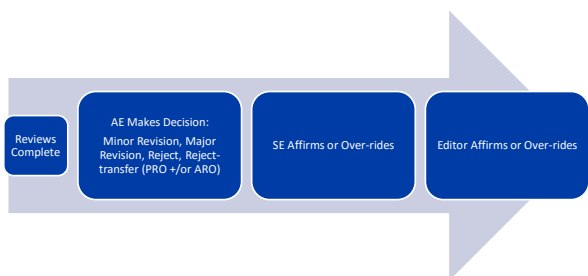 Reviews
Complete
AE Makes Decision:
Minor Revision, Major
Revision, Reject, Reject-
transfer (PRO +/or ARO)
SE Affirms or Over-rides
Editor Affirms or Over-rides